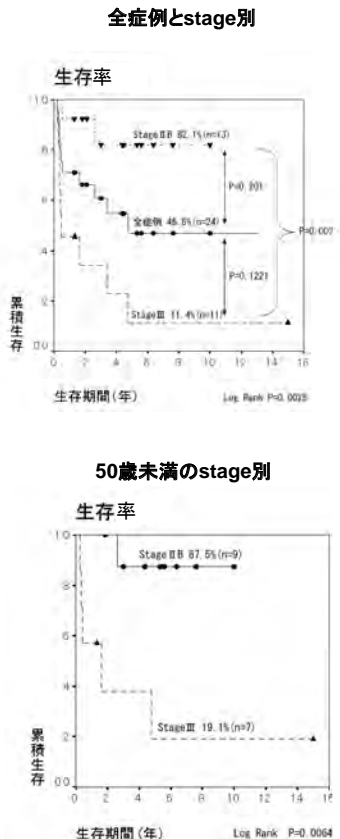 全症例とstage別
生存率
1.0
.8
.6
.4
.2
0.0
累積生存
StageⅡB 82.1%(n=13)
P=0.201
全症例 46.8%(n=24)
P=0.1221
StageⅢ 11.4%(n=11)
0 2 4 6 8 10 12 14 16
生存期間(年)
Log Rank P=0.0025
50歳未満のstage別
生存率
1.0
.8
.6
.4
.2
0.0
累積生存
StageⅡB 87.5%(n=9)
StageⅢ 19.1%(n=7)
0 2 4 6 8 10 12 14 16
生存期間(年)
Log Rank P=0.0064